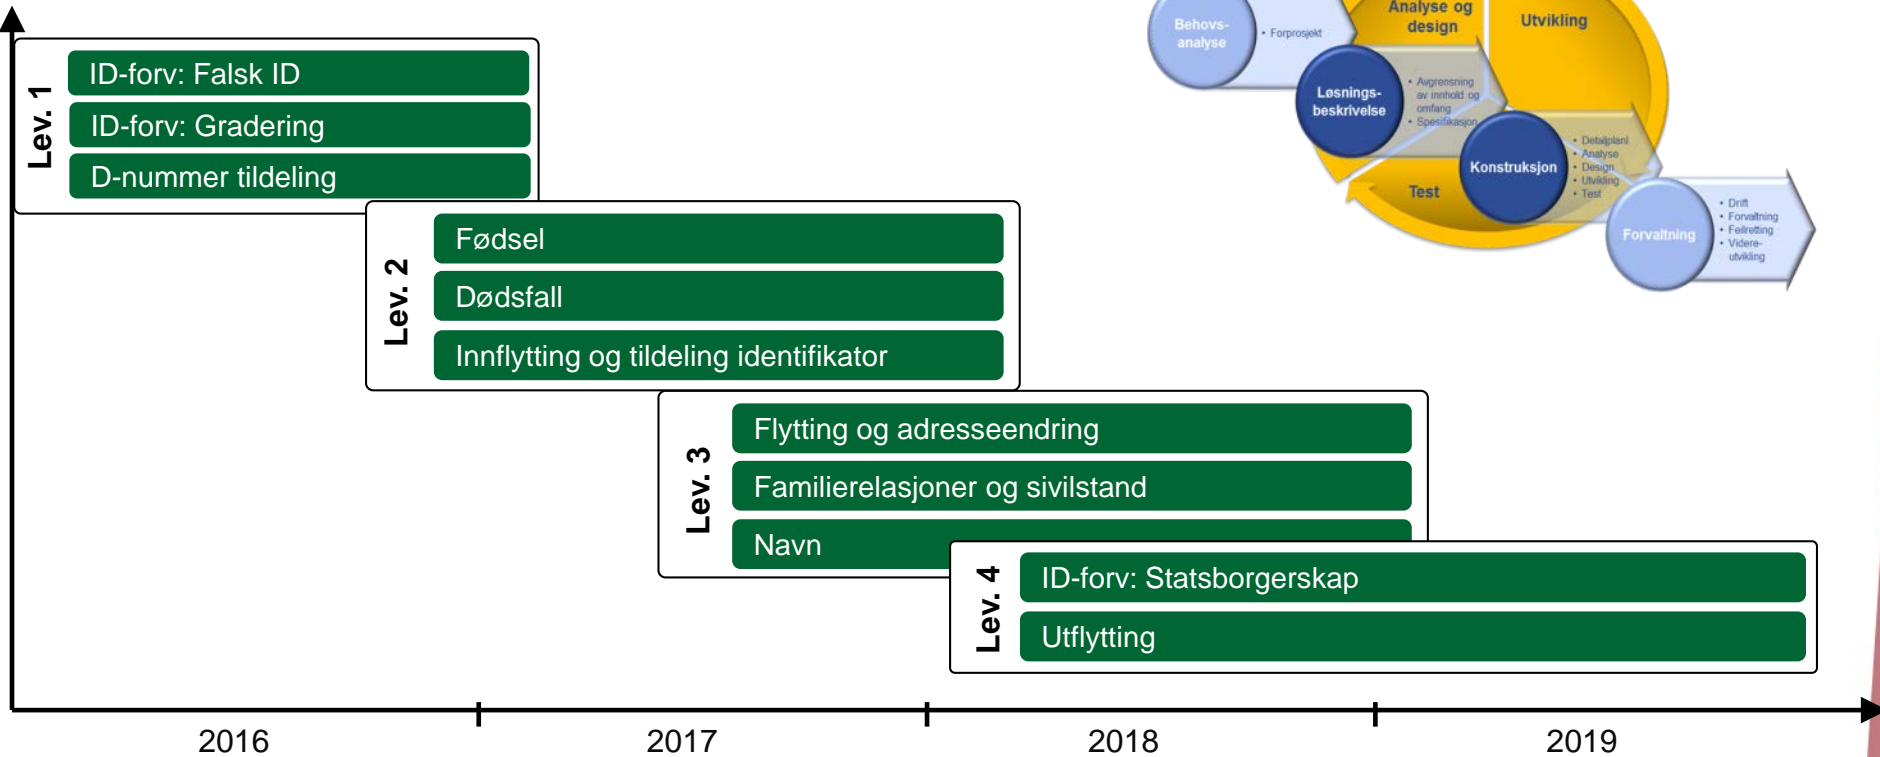 Lev. 1
ID-forv: Falsk ID
ID-forv: Gradering
D-nummer tildeling
Lev. 2
Fødsel
Dødsfall
Innflytting og tildeling identifikator
Lev. 3
Flytting og adresseendring
Familierelasjoner og sivilstand
Navn
Lev. 4
ID-forv: Statsborgerskap
Utflytting
2016
2017
2018
2019
Behovs-
analyse
• Forprosjekt
Analyse og
design
Utvikling
Test
Løsnings-
beskrivelse
• Avgrensning
av innhold og
omfang
• Spesifikasjon
Konstruksjon
• Detaljplanl
• Analyse
• Design
• Utvikling
• Test
Forvaltning
• Drift
• Forvaltning
• Feilretting
• Videre-
utvikling